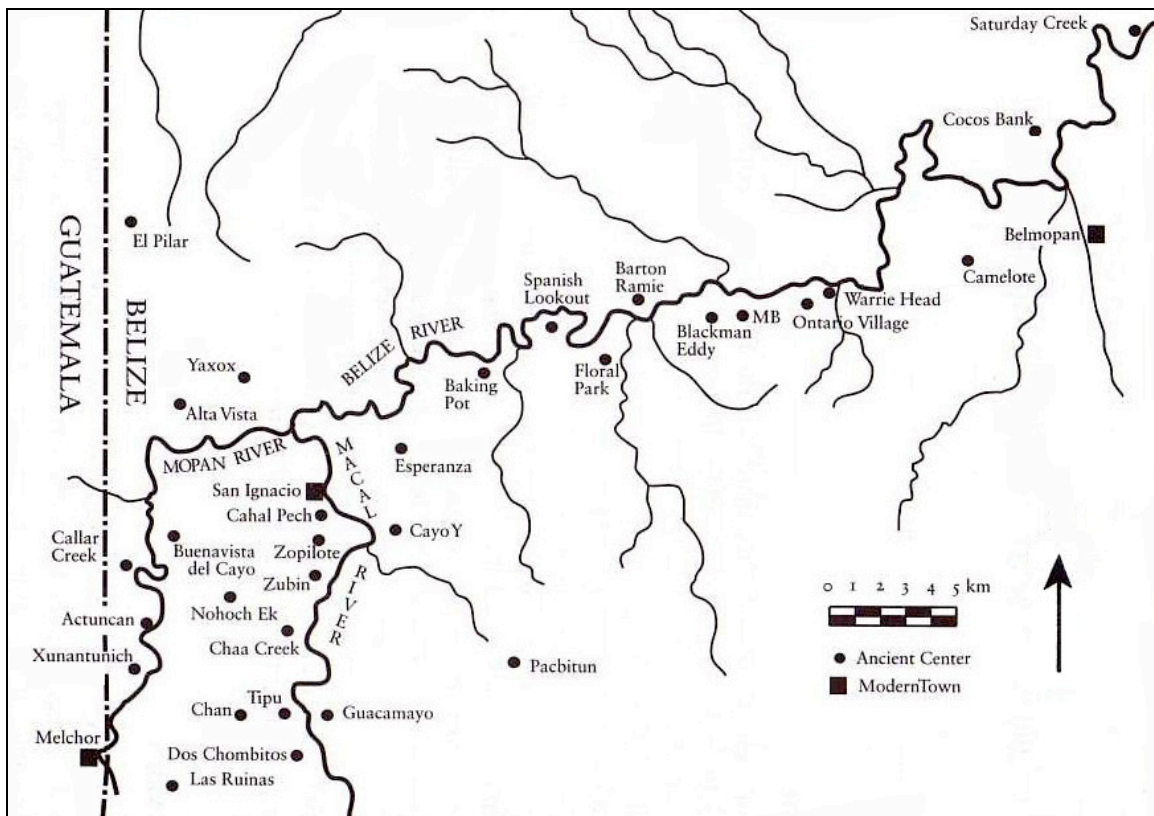 Saturday Creek
Cocos Bank
GUATEMALA
BELIZE
El Pilar
Belmopan
Camelote
Barton
Ramie
Spanish
Lookout
Warrie Head
Ontario Village
MB
Blackman
Eddy
BELIZE RIVER
Floral
Park
Baking
Pot
Yaxox
Alta Vista
MOPAN RIVER
MACAL RIVER
Esperanza
San Ignacio
Cahal Pech
Cayo Y
Zopilote
Buenavista
del Cayo
Callar
Creek
Zubin
Nohoch Ek
Actuncan
Chaa Creek
Xunantunich
Pacbitun
0 1 2 3 4 5 km
Ancient Center
ModernTown
Tipu
Chan
Guacamayo
Melchor
Dos Chombitos
Las Ruinas